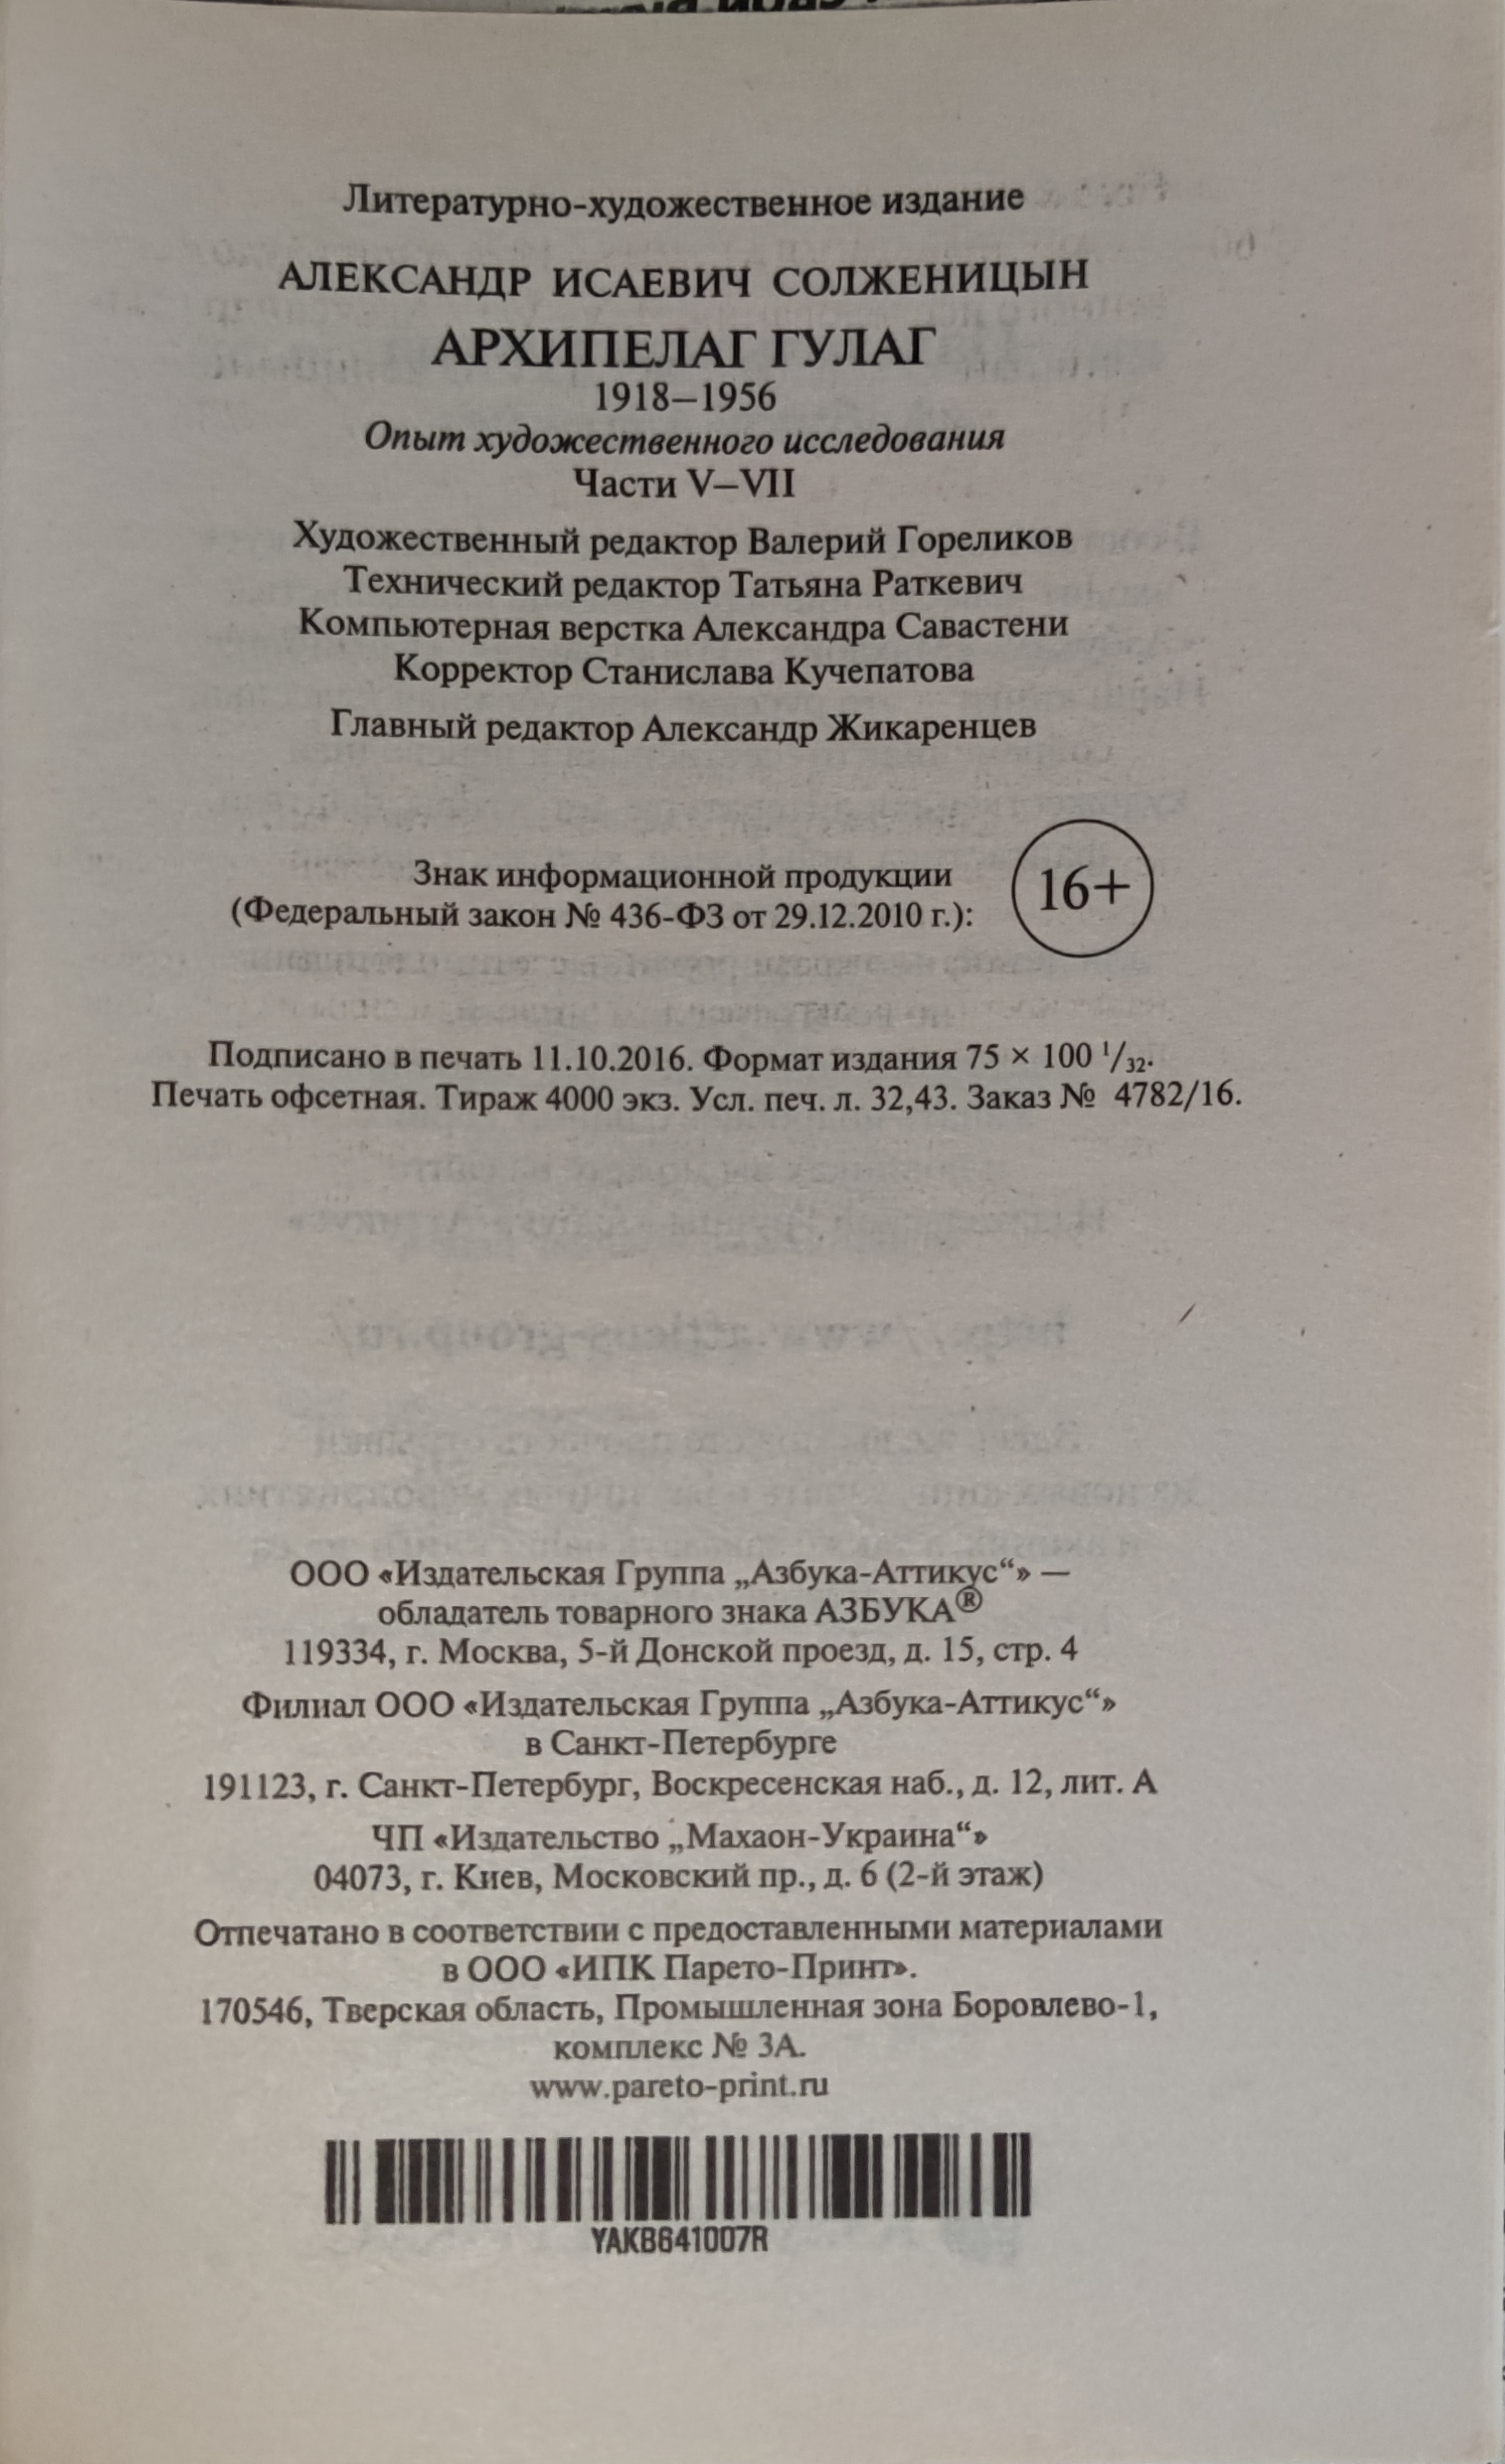 Литературно-художественное издание
АЛЕКСАНДР ИСАЕВИЧ СОЛЖЕНИЦЫН
АРХИПЕЛАГ ГУЛАГ
1918–1956
Опыт художественного исследования
Части V–VII
Художественный редактор Валерий Гореликов
Технический редактор Татьяна Раткевич
Компьютерная верстка Александра Савастени
Корректор Станислава Кучепатова
Главный редактор Александр Жикаренцев
Знак информационной продукции
(Федеральный закон № 436-ФЗ от 29.12.2010 г.):
16+
Подписано в печать 11.10.2016. Формат издания 75 × 100 1/32.
Печать офсетная. Тираж 4000 экз. Усл. печ. л. 32,43. Заказ № 4782/16.
ООО «Издательская Группа „Азбука-Аттикус“» —
обладатель товарного знака АЗБУКА®
119334, г. Москва, 5-й Донской проезд, д. 15, стр. 4
Филиал ООО «Издательская Группа „Азбука-Аттикус“»
в Санкт-Петербурге
191123, г. Санкт-Петербург, Воскресенская наб., д. 12, лит. А
ЧП «Издательство „Махаон-Украина“»
04073, г. Киев, Московский пр., д. 6 (2-й этаж)
Отпечатано в соответствии с предоставленными материалами
в ООО «ИПК Парето-Принт».
170546, Тверская область, Промышленная зона Боровлево-1,
комплекс № 3А.
www.pareto-print.ru
YAKB641007R